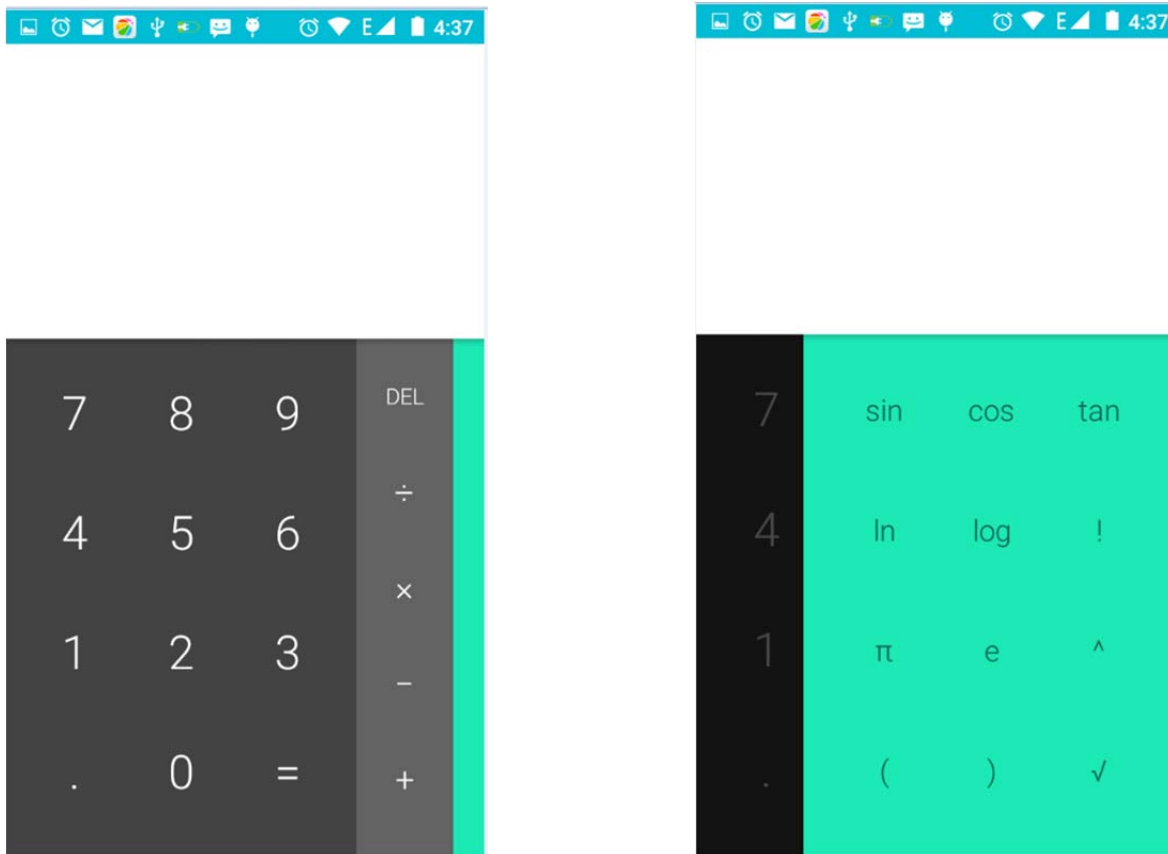 E 4:37
7 8 9 DEL
÷
4 5 6
×
1 2 3
−
. 0 =
+
E 4:37
7 sin cos tan
4 ln log !
1 π e ^
. ( ) √